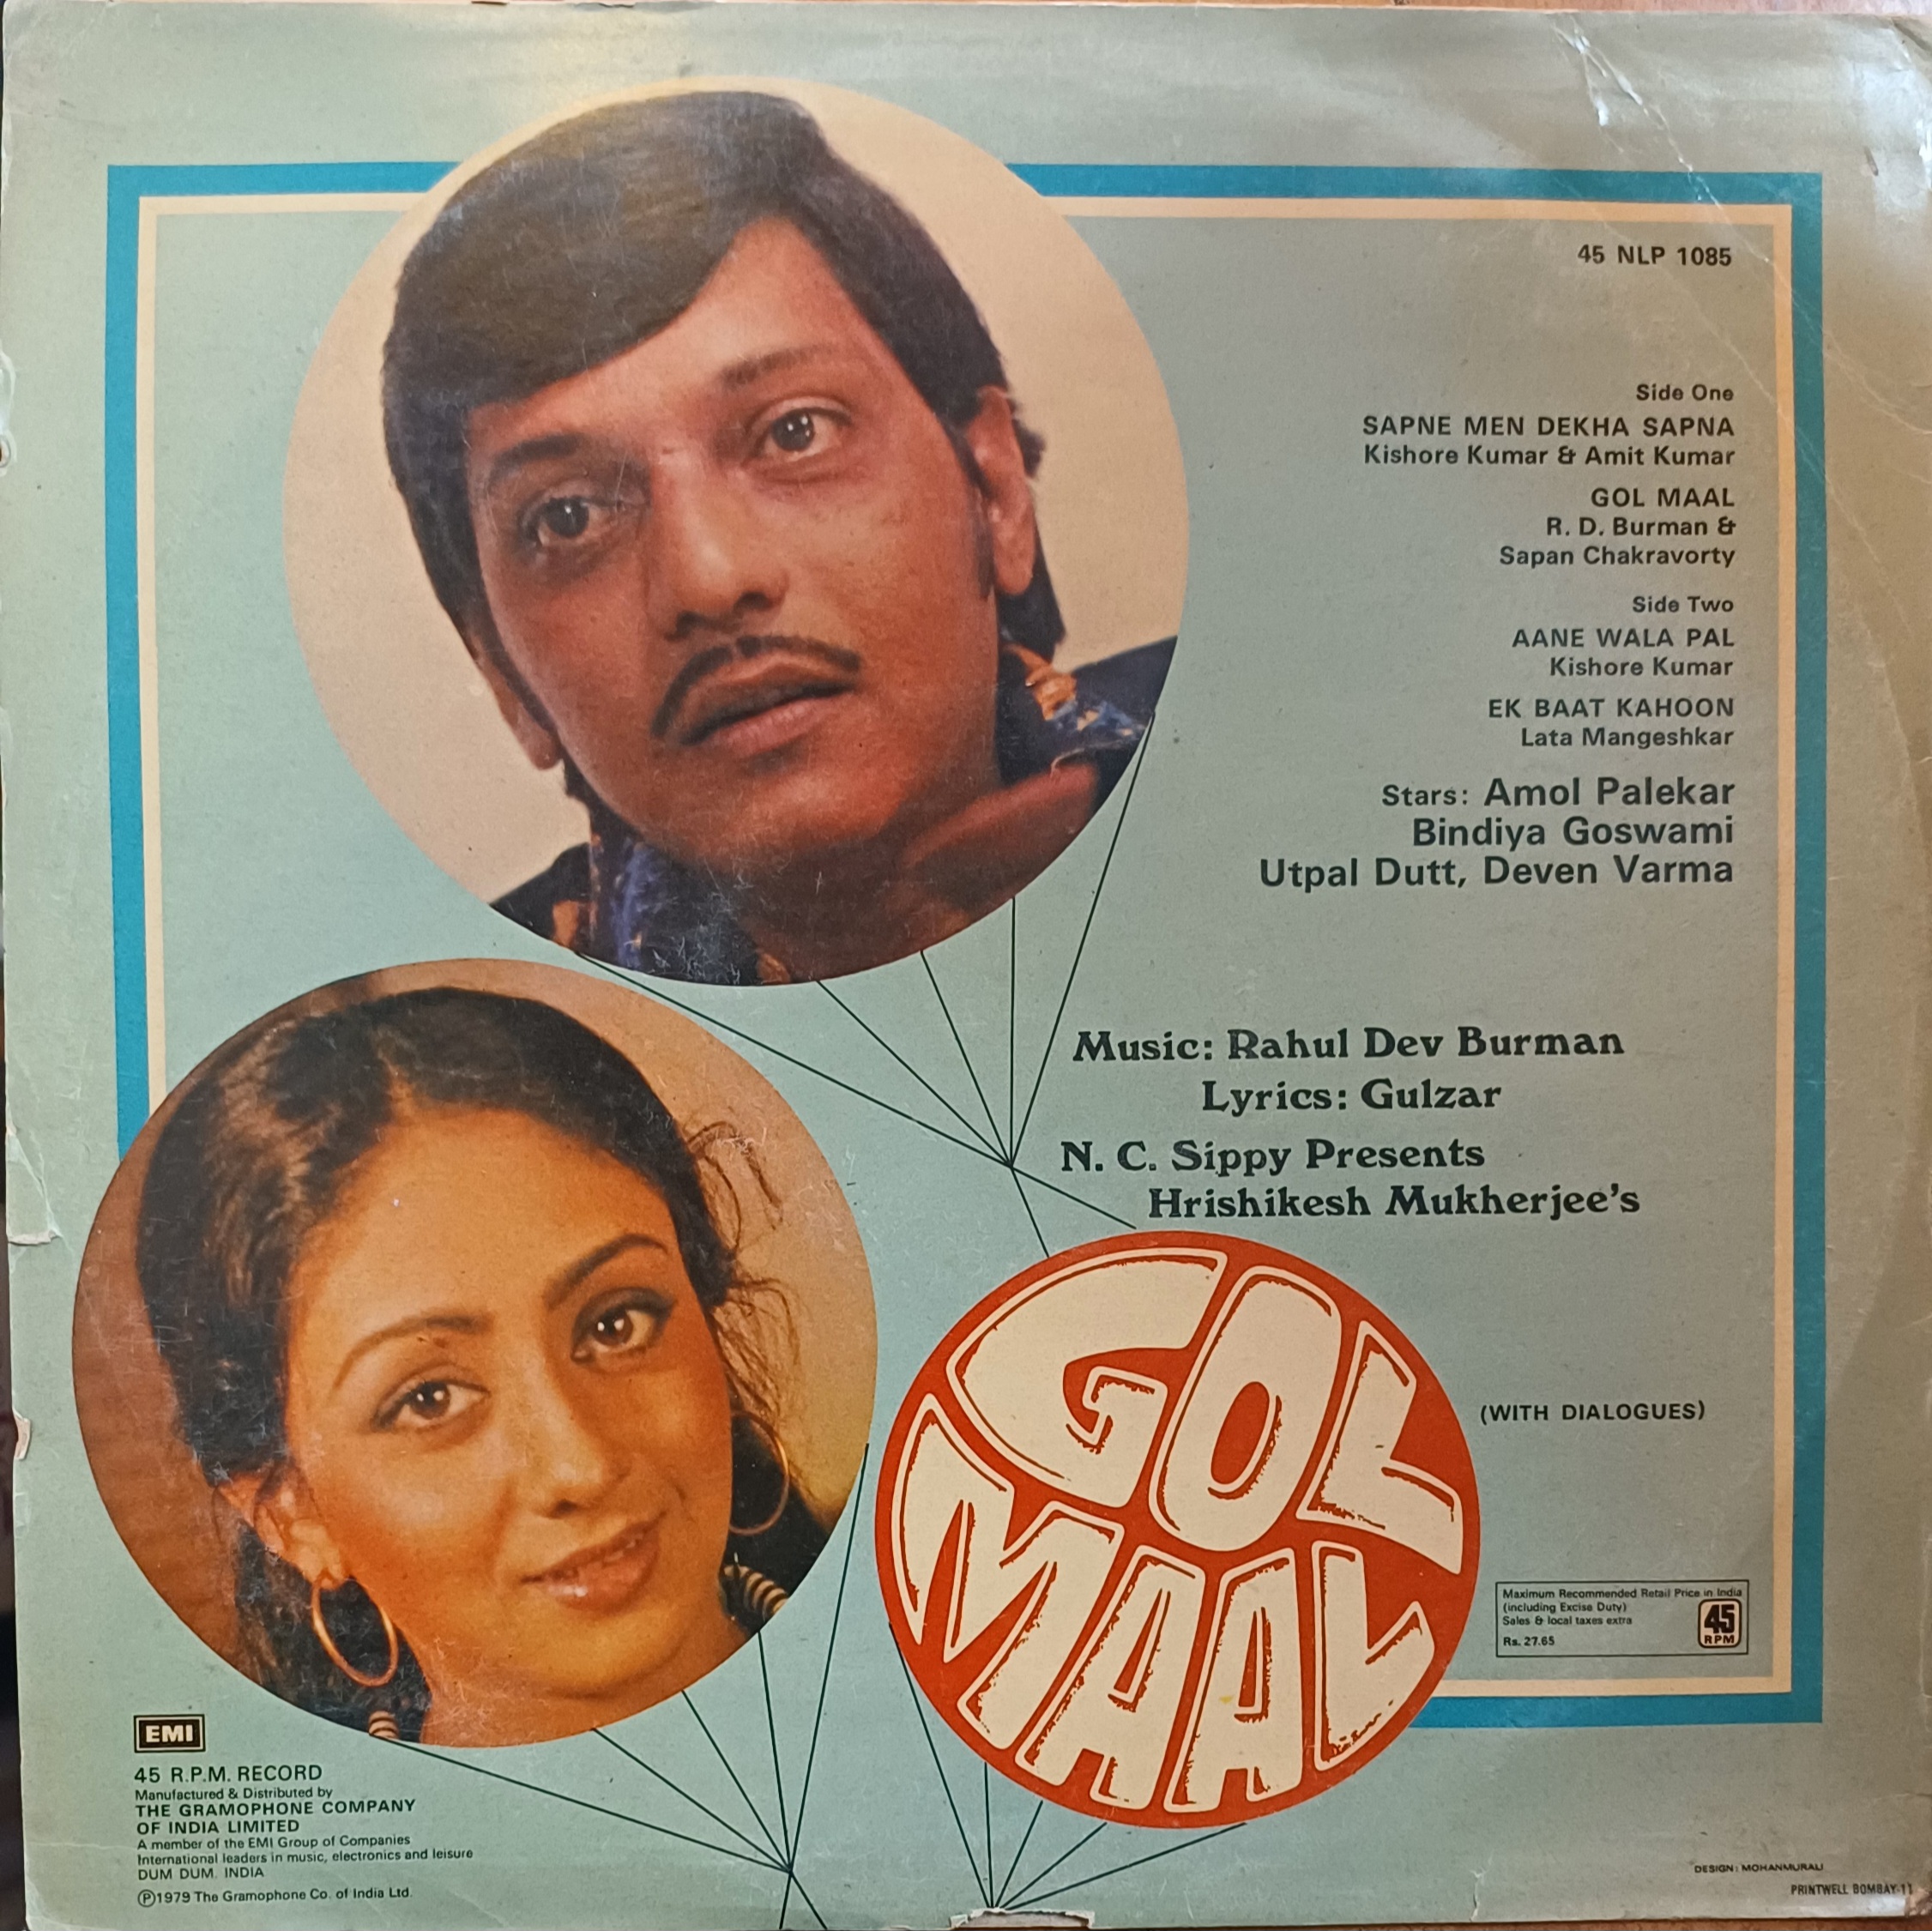 45 NLP 1085
Side One
SAPNE MEN DEKHA SAPNA
Kishore Kumar & Amit Kumar
GOL MAAL
R. D. Burman &
Sapan Chakravorty
Side Two
AANE WALA PAL
Kishore Kumar
EK BAAT KAHOON
Lata Mangeshkar
Stars: Amol Palekar
Bindiya Goswami
Utpal Dutt, Deven Varma
Music: Rahul Dev Burman
Lyrics: Gulzar
N. C. Sippy Presents
Hrishikesh Mukherjee's
GOL
MAAL
(WITH DIALOGUES)
Maximum Recommended Retail Price in India
(including Excise Duty)
Sales & local taxes extra
Rs. 27.65
45
RPM
EMI
45 R.P.M. RECORD
Manufactured & Distributed by
THE GRAMOPHONE COMPANY
OF INDIA LIMITED
A member of the EMI Group of Companies
International leaders in music, electronics and leisure
DUM DUM. INDIA
Ⓟ1979 The Gramophone Co. of India Ltd.
DESIGN: MOHANMURALI
PRINTWELL BOMBAY-11